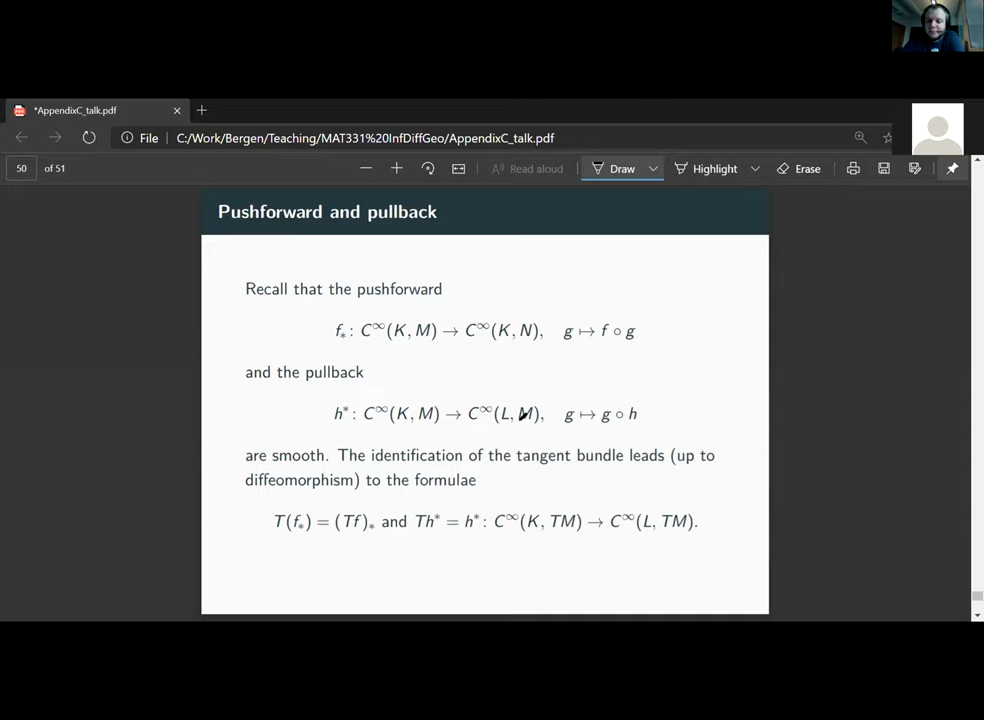 *AppendixC_talk.pdf
File C:/Work/Bergen/Teaching/MAT331%20InfDiffGeo/AppendixC_talk.pdf
50 of 51 Read aloud Draw Highlight Erase
Pushforward and pullback
Recall that the pushforward
f∗: C∞(K, M) → C∞(K, N), g ↦ f ∘ g
and the pullback
h*: C∞(K, M) → C∞(L, M), g ↦ g ∘ h
are smooth. The identification of the tangent bundle leads (up to
diffeomorphism) to the formulae
T(f∗) = (Tf)∗ and Th* = h*: C∞(K, TM) → C∞(L, TM).